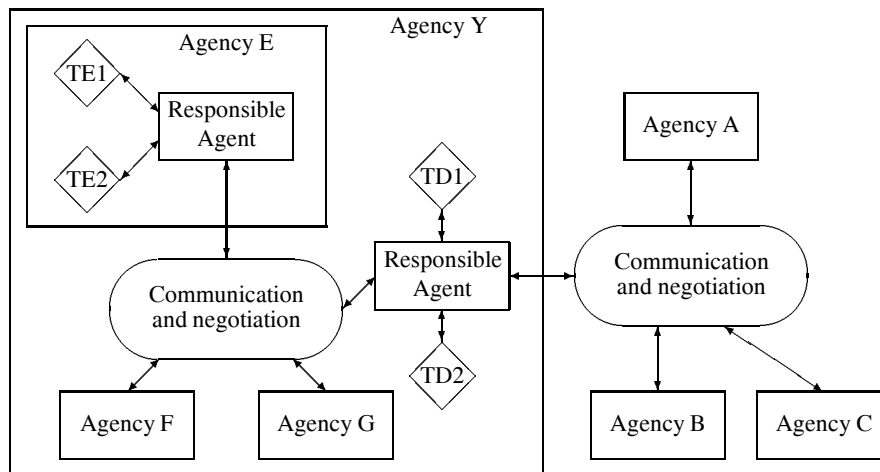 Agency Y
Agency E
TE1
Responsible
Agent
TE2
Agency A
TD1
Responsible
Agent
Communication
and negotiation
Communication
and negotiation
TD2
Agency F
Agency G
Agency B
Agency C